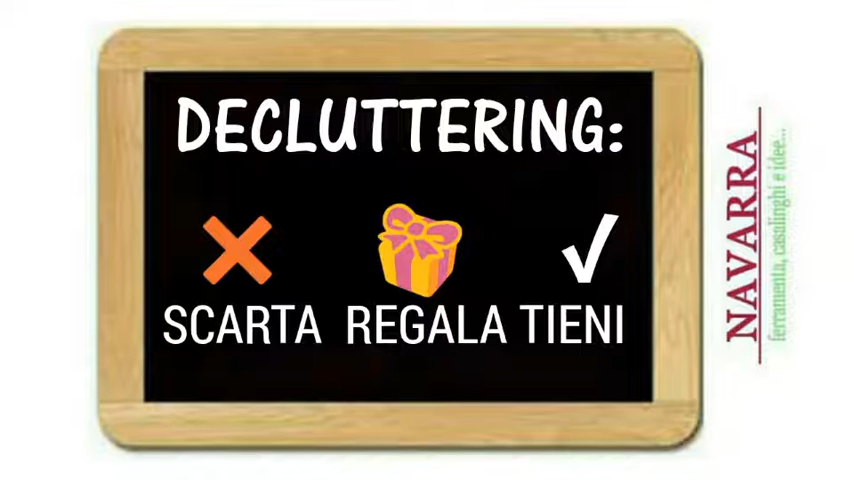 DECLUTTERING:
SCARTA REGALA TIENI
NAVARRA
ferramenta, casalinghi e idee...